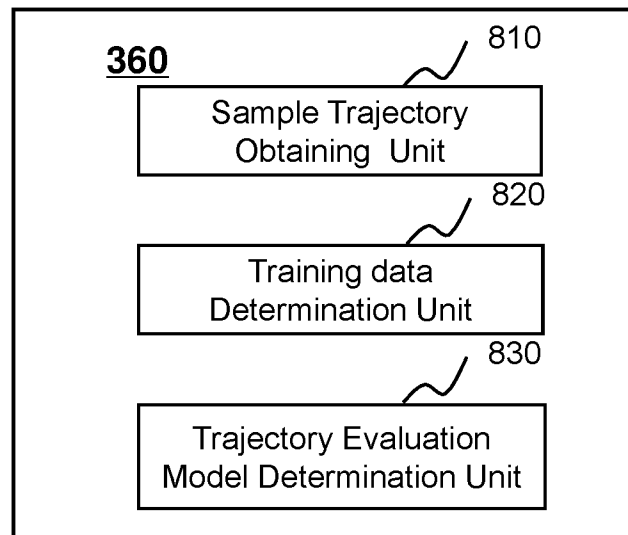 810
360
Sample Trajectory
Obtaining Unit
820
Training data
Determination Unit
830
Trajectory Evaluation
Model Determination Unit